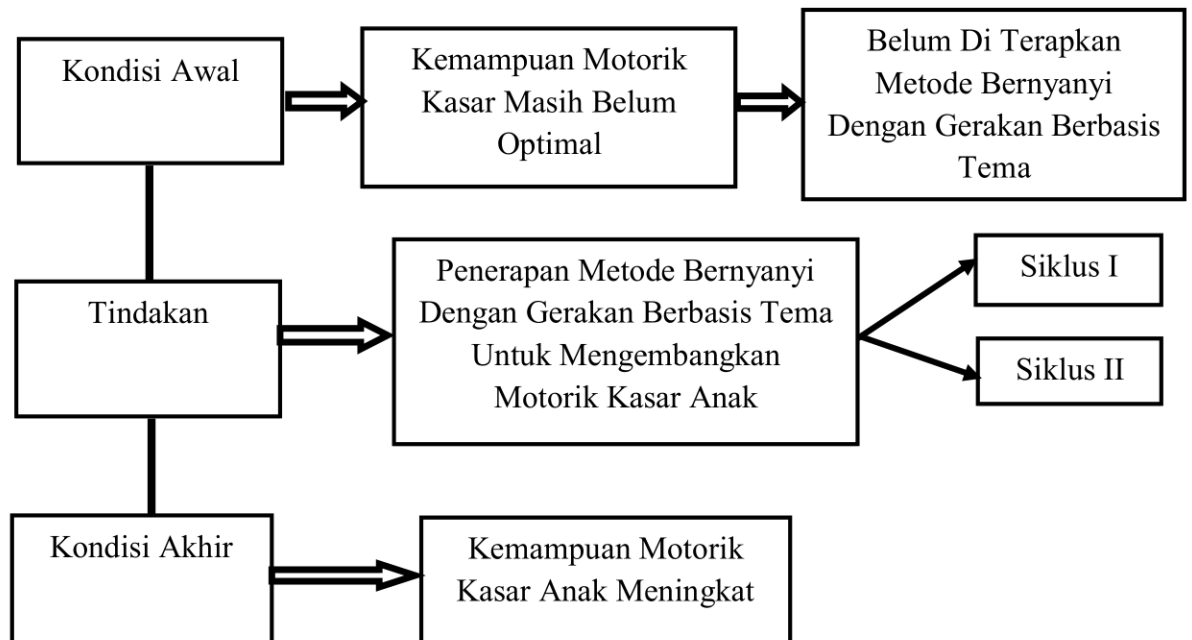 Kondisi Awal
Kemampuan Motorik
Kasar Masih Belum
Optimal
Belum Di Terapkan
Metode Bernyanyi
Dengan Gerakan Berbasis
Tema
Tindakan
Penerapan Metode Bernyanyi
Dengan Gerakan Berbasis Tema
Untuk Mengembangkan
Motorik Kasar Anak
Siklus I
Siklus II
Kondisi Akhir
Kemampuan Motorik
Kasar Anak Meningkat